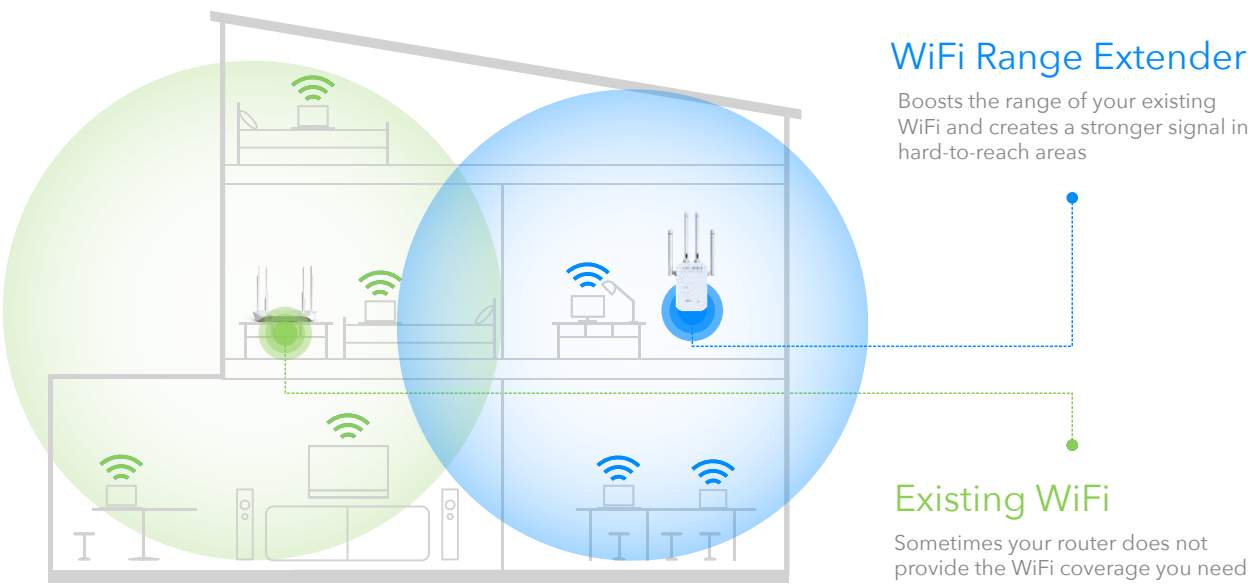 WiFi Range Extender
Boosts the range of your existing
WiFi and creates a stronger signal in
hard-to-reach areas
Existing WiFi
Sometimes your router does not
provide the WiFi coverage you need